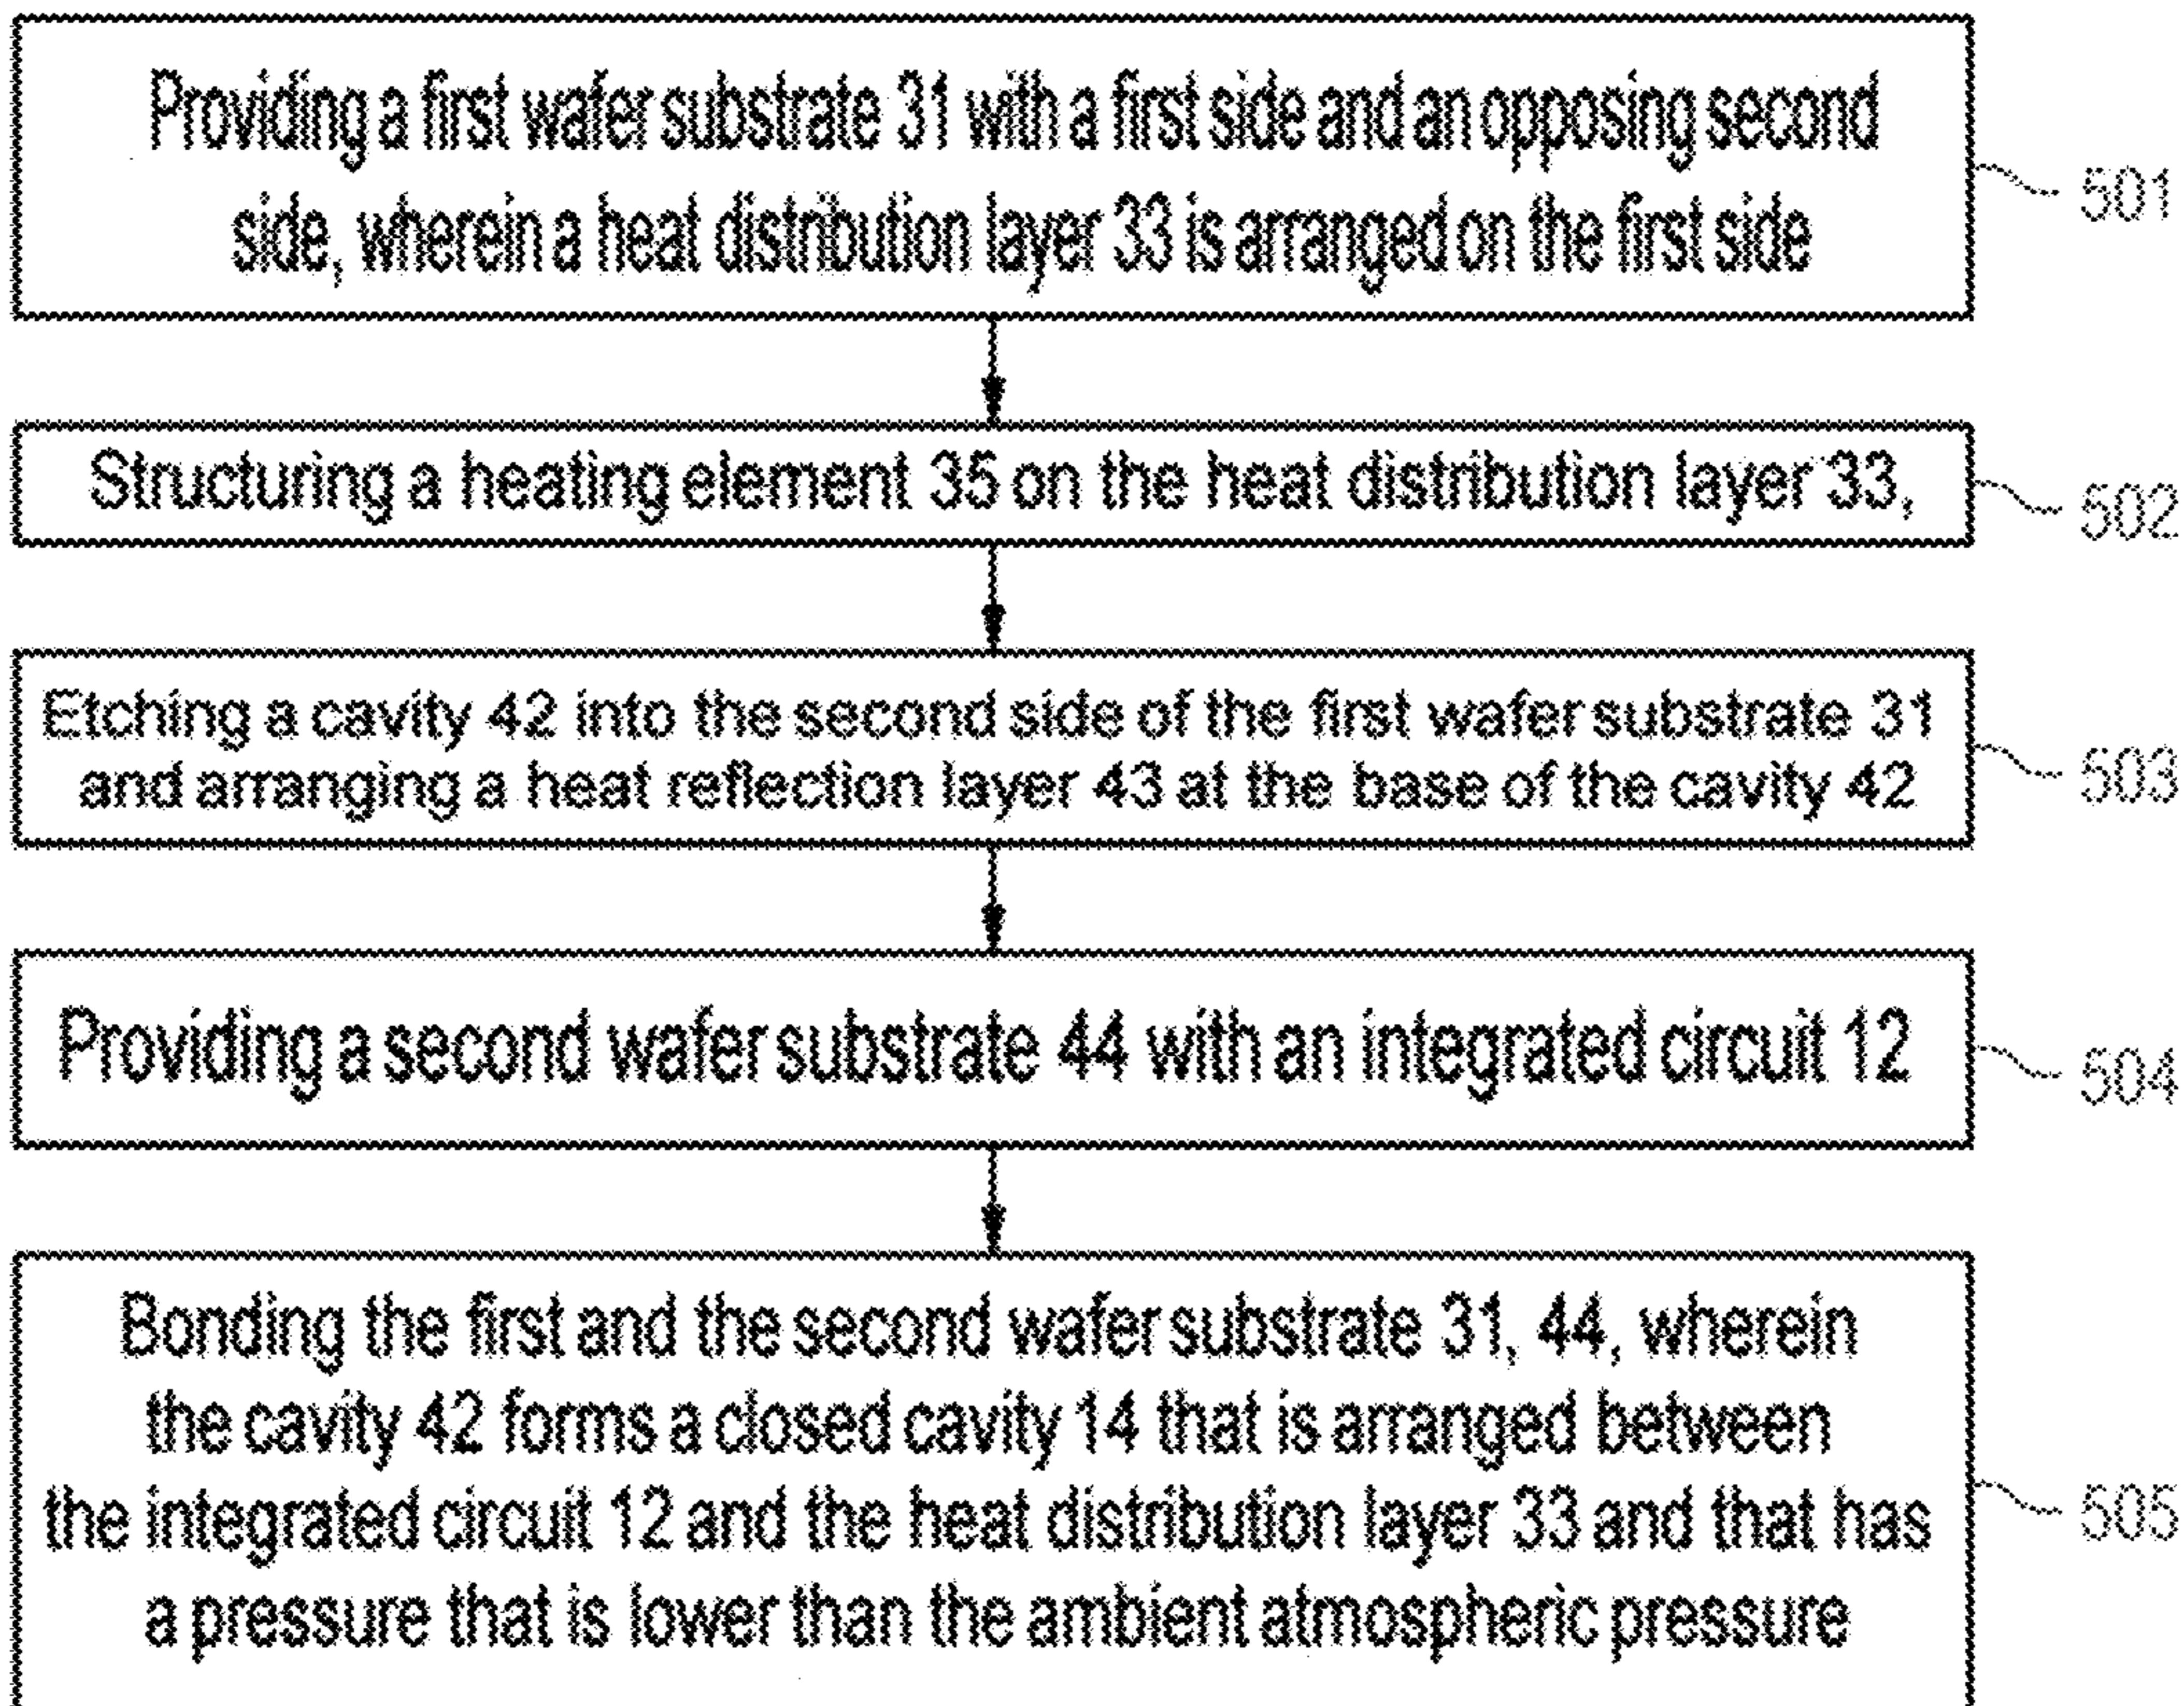 Providing a first wafer substrate 31 with a first side and an opposing second
side, wherein a heat distribution layer 33 is arranged on the first side
501
Structuring a heating element 35 on the heat distribution layer 33,
502
Etching a cavity 42 into the second side of the first wafer substrate 31
and arranging a heat reflection layer 43 at the base of the cavity 42
503
Providing a second wafer substrate 44 with an integrated circuit 12
504
Bonding the first and the second wafer substrate 31, 44, wherein
the cavity 42 forms a closed cavity 14 that is arranged between
the integrated circuit 12 and the heat distribution layer 33 and that has
a pressure that is lower than the ambient atmospheric pressure
505